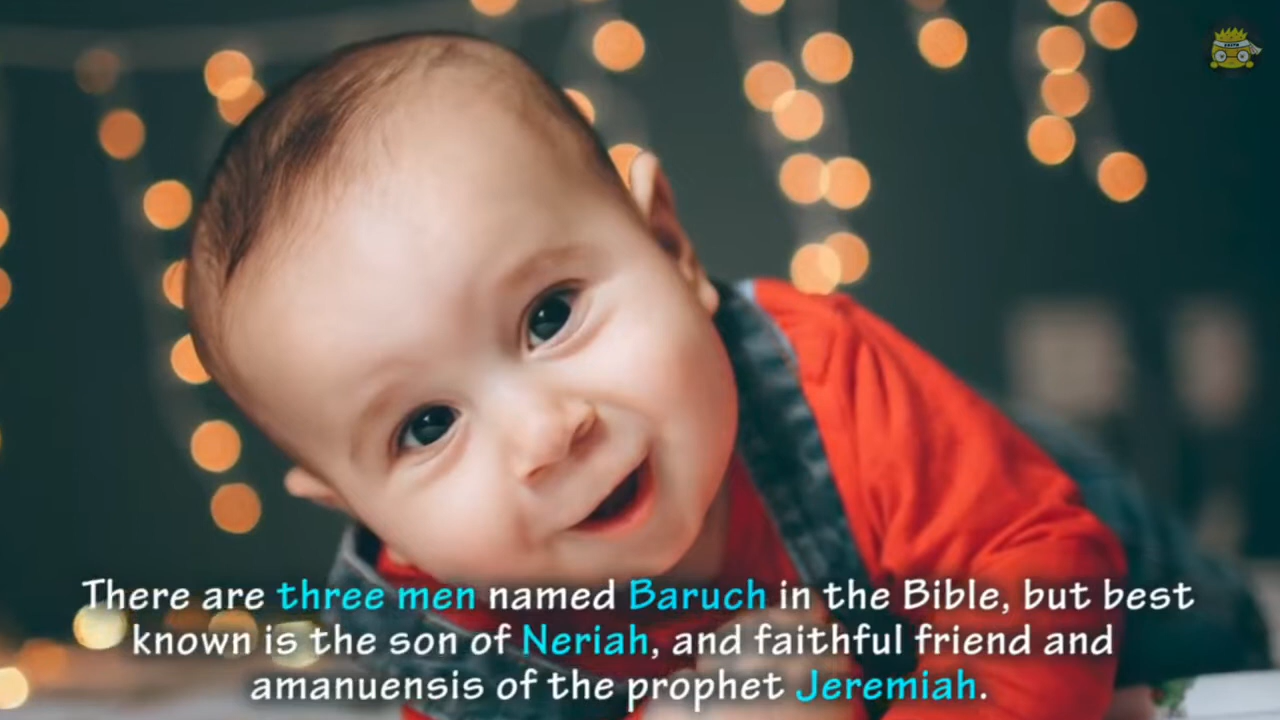 There are three men named Baruch in the Bible, but best
known is the son of Neriah, and faithful friend and
amanuensis of the prophet Jeremiah.